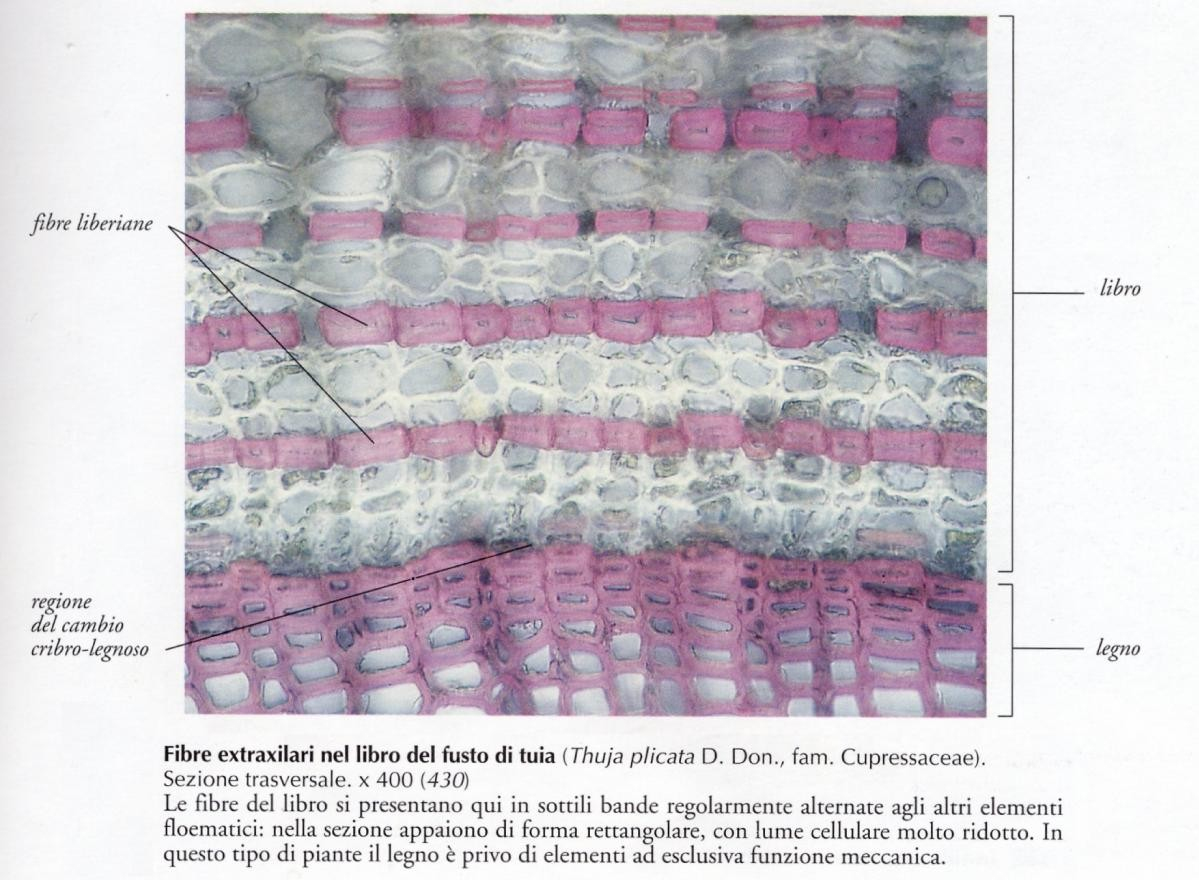 fibre liberiane
libro
regione
del cambio
cribro-legnoso
legno
Fibre extraxilari nel libro del fusto di tuia (Thuja plicata D. Don., fam. Cupressaceae).
Sezione trasversale. x 400 (430)
Le fibre del libro si presentano qui in sottili bande regolarmente alternate agli altri elementi
floematici: nella sezione appaiono di forma rettangolare, con lume cellulare molto ridotto. In
questo tipo di piante il legno è privo di elementi ad esclusiva funzione meccanica.